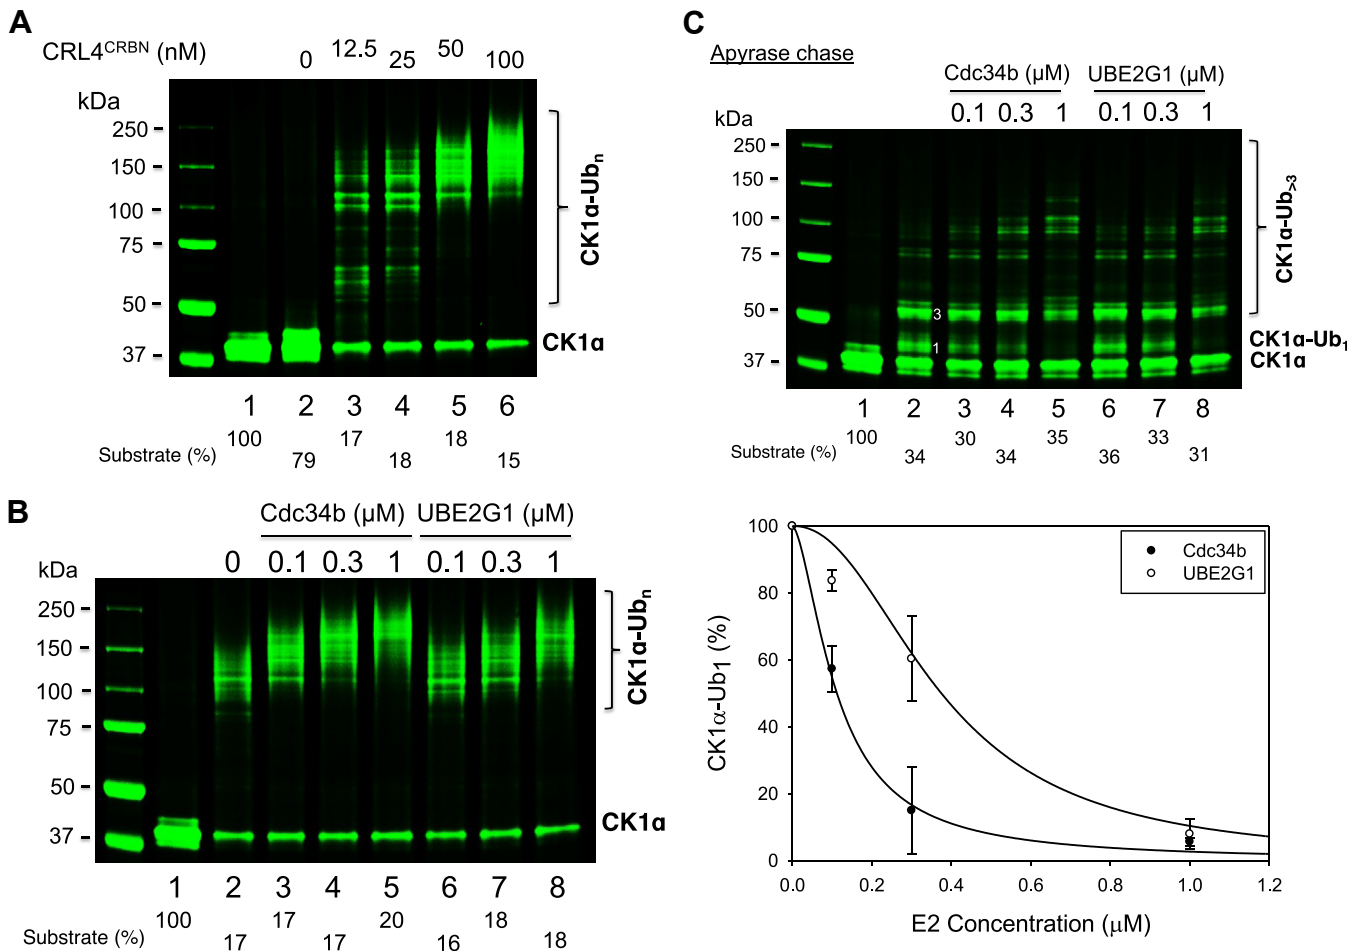 A
CRL4CRBN (nM)
0 12.5 25 50 100
kDa
250
150
100
75
50
37
CK1α-Ubn
CK1α
1 2 3 4 5 6
Substrate (%) 100 79 17 18 18 15
B
Cdc34b (μM) UBE2G1 (μM)
0 0.1 0.3 1 0.1 0.3 1
kDa
250
150
100
75
50
37
CK1α-Ubn
CK1α
1 2 3 4 5 6 7 8
Substrate (%) 100 17 17 17 20 16 18 18
C
Apyrase chase
Cdc34b (μM) UBE2G1 (μM)
0.1 0.3 1 0.1 0.3 1
kDa
250
150
100
75
50
37
3
1
CK1α-Ub>3
CK1α-Ub1
CK1α
1 2 3 4 5 6 7 8
Substrate (%) 100 34 30 34 35 36 33 31
Cdc34b
UBE2G1
CK1α-Ub1 (%)
100
80
60
40
20
0
0.0 0.2 0.4 0.6 0.8 1.0 1.2
E2 Concentration (μM)